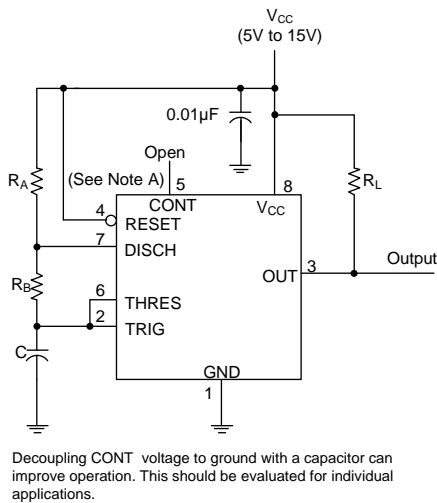 VCC
(5V to 15V)
0.01µF
Open
(See Note A)
RA
5
8
RL
CONT
VCC
4
RESET
7
DISCH
3
OUT
Output
RB
6
THRES
2
TRIG
C
GND
1
Decoupling CONT voltage to ground with a capacitor can
improve operation. This should be evaluated for individual
applications.